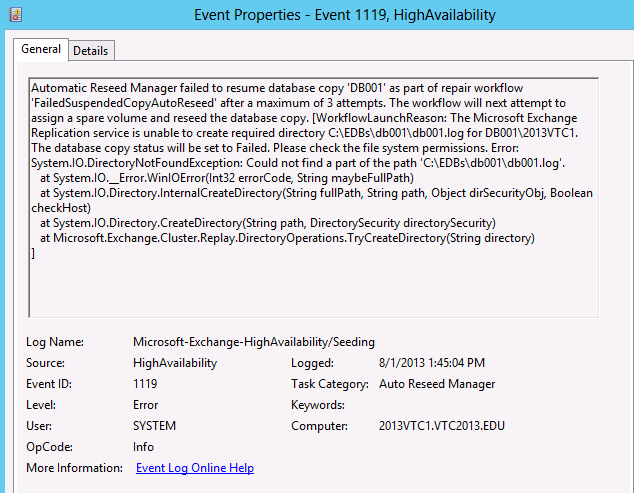 Event Properties - Event 1119, HighAvailability
General Details
Automatic Reseed Manager failed to resume database copy 'DB001' as part of repair workflow
'FailedSuspendedCopyAutoReseed' after a maximum of 3 attempts. The workflow will next attempt to
assign a spare volume and reseed the database copy. [WorkflowLaunchReason: The Microsoft Exchange
Replication service is unable to create required directory C:\EDBs\db001\db001.log for DB001\2013VTC1.
The database copy status will be set to Failed. Please check the file system permissions. Error:
System.IO.DirectoryNotFoundException: Could not find a part of the path 'C:\EDBs\db001\db001.log'.
at System.IO.__Error.WinIOError(Int32 errorCode, String maybeFullPath)
at System.IO.Directory.InternalCreateDirectory(String fullPath, String path, Object dirSecurityObj, Boolean
checkHost)
at System.IO.Directory.CreateDirectory(String path, DirectorySecurity directorySecurity)
at Microsoft.Exchange.Cluster.Replay.DirectoryOperations.TryCreateDirectory(String directory)
]
Log Name: Microsoft-Exchange-HighAvailability/Seeding
Source: HighAvailability Logged: 8/1/2013 1:45:04 PM
Event ID: 1119 Task Category: Auto Reseed Manager
Level: Error Keywords:
User: SYSTEM Computer: 2013VTC1.VTC2013.EDU
OpCode: Info
More Information: Event Log Online Help